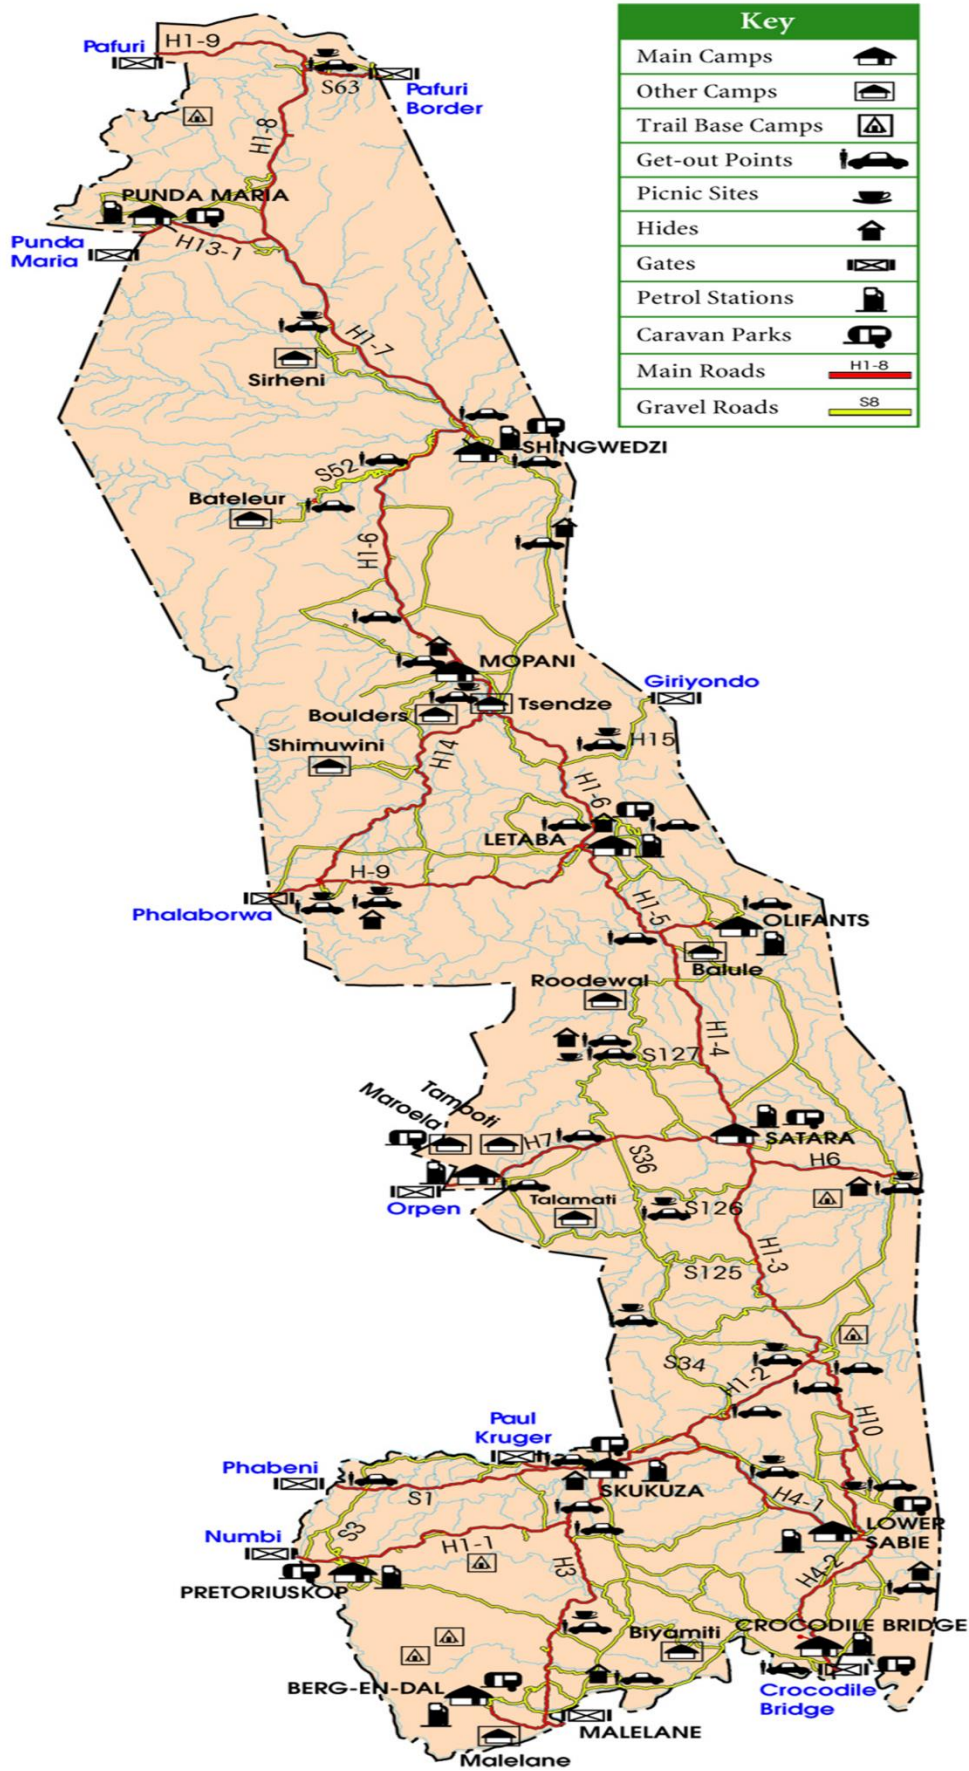 Key
Main Camps
Other Camps
Trail Base Camps
Get-out Points
Picnic Sites
Hides
Gates
Petrol Stations
Caravan Parks
Main Roads
H1-8
Gravel Roads
S8
Pafuri
H1-9
S63
Pafuri
Border
H1-8
PUNDA MARIA
Punda
Maria
H13-1
H1-7
Sirheni
SHINGWEDZI
S52
Bateleur
H1-6
MOPANI
Giriyondo
Tsendze
Boulders
H15
Shimuwini
H14
H1-6
LETABA
H-9
Phalaborwa
H1-5
OLIFANTS
Balule
Roodewal
H1-4
S127
Maroela
Tamboti
H7
SATARA
S36
H6
Orpen
Talamati
S126
H1-3
S125
S34
H1-2
H10
Paul
Kruger
Phabeni
SKUKUZA
S1
H4-1
LOWER
SABIE
S3
Numbi
H1-1
H3
H4-2
PRETORIUSKOP
Biyamiti
CROCODILE BRIDGE
BERG-EN-DAL
Crocodile
Bridge
MALELANE
Malelane